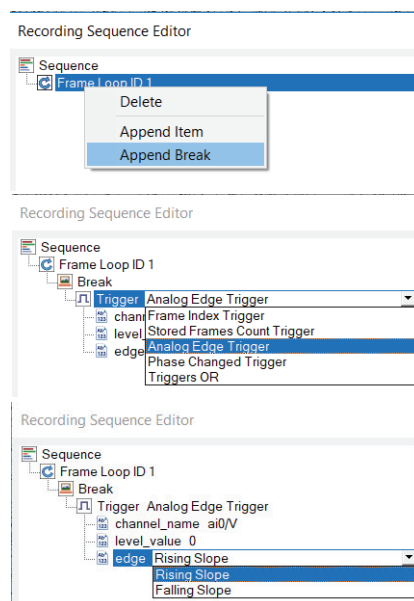 Recording Sequence Editor
Sequence
Frame Loop ID 1
Delete
Append Item
Append Break
Recording Sequence Editor
Sequence
Frame Loop ID 1
Break
Trigger Analog Edge Trigger
chann Frame Index Trigger
level_ Stored Frames Count Trigger
edge Analog Edge Trigger
Phase Changed Trigger
Triggers OR
Recording Sequence Editor
Sequence
Frame Loop ID 1
Break
Trigger Analog Edge Trigger
channel_name ai0/V
level_value 0
edge Rising Slope
Rising Slope
Falling Slope